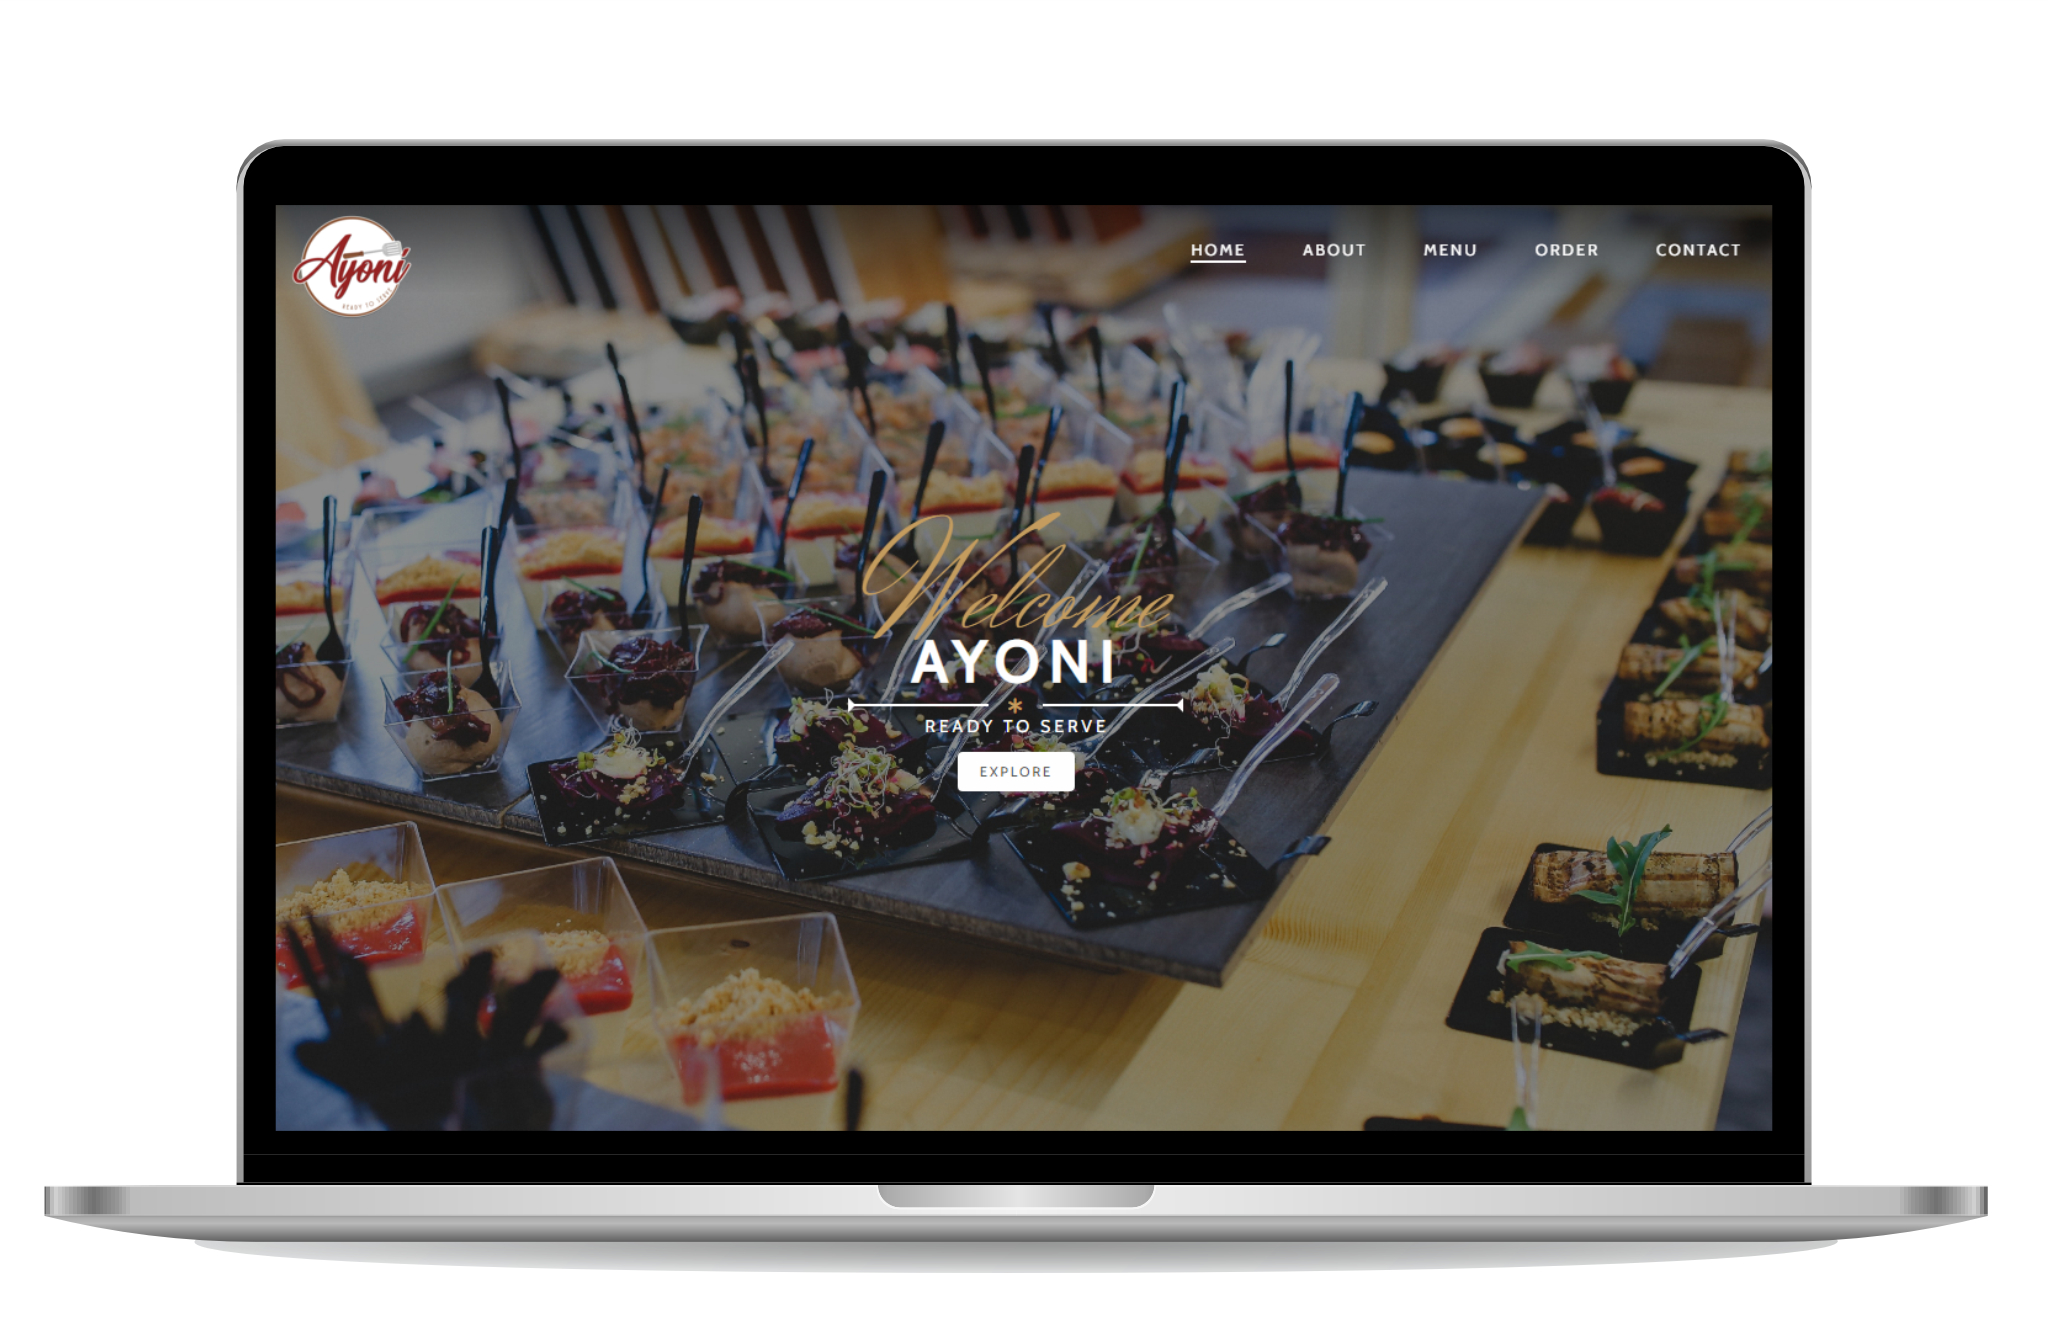 Ayoni
READY TO SERVE
HOME ABOUT MENU ORDER CONTACT
Welcome
AYONI
READY TO SERVE
EXPLORE